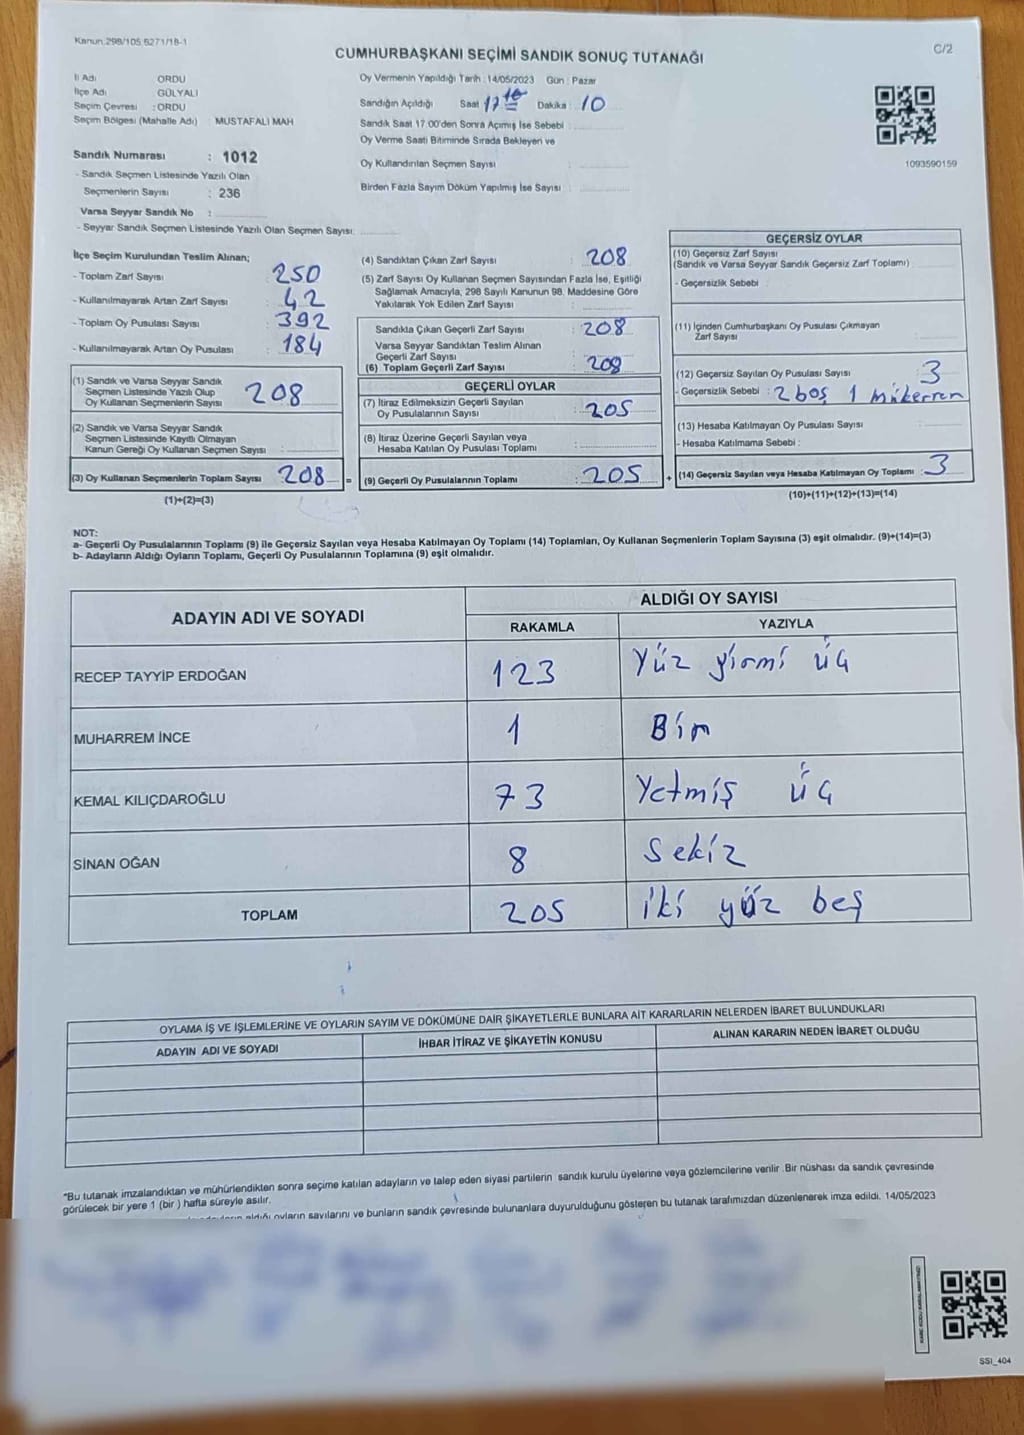 Kanun:298/105,6271/18-1
CUMHURBAŞKANI SEÇİMİ SANDIK SONUÇ TUTANAĞI
C/2
İl Adı ORDU
İlçe Adı GÜLYALI
Seçim Çevresi : ORDU
Seçim Bölgesi (Mahalle Adı) MUSTAFALİ MAH
Sandık Numarası : 1012
- Sandık Seçmen Listesinde Yazılı Olan
Seçmenlerin Sayısı : 236
Varsa Seyyar Sandık No :
- Seyyar Sandık Seçmen Listesinde Yazılı Olan Seçmen Sayısı:
Oy Vermenin Yapıldığı Tarih : 14/05/2023 Gün : Pazar
Sandığın Açıldığı Saat 17 Dakika : 10
Sandık Saat 17.00'den Sonra Açımış İse Sebebi :
Oy Verme Saati Bitiminde Sırada Bekleyen ve
Oy Kullandırılan Seçmen Sayısı :
Birden Fazla Sayım Döküm Yapılmış İse Sayısı :
1093590159
İlçe Seçim Kurulundan Teslim Alınan;
- Toplam Zarf Sayısı : 250
- Kullanılmayarak Artan Zarf Sayısı : 42
- Toplam Oy Pusulası Sayısı : 392
- Kullanılmayarak Artan Oy Pusulası : 184
(1) Sandık ve Varsa Seyyar Sandık
Seçmen Listesinde Yazılı Olup
Oy Kullanan Seçmenlerin Sayısı : 208
(2) Sandık ve Varsa Seyyar Sandık
Seçmen Listesinde Kayıtlı Olmayan
Kanun Gereği Oy Kullanan Seçmen Sayısı :
(3) Oy Kullanan Seçmenlerin Toplam Sayısı : 208 =
(1)+(2)=(3)
(4) Sandıktan Çıkan Zarf Sayısı : 208
(5) Zarf Sayısı Oy Kullanan Seçmen Sayısından Fazla İse, Eşitliği
Sağlamak Amacıyla, 298 Sayılı Kanunun 98. Maddesine Göre
Yakılarak Yok Edilen Zarf Sayısı :
Sandıkta Çıkan Geçerli Zarf Sayısı : 208
Varsa Seyyar Sandıktan Teslim Alınan
Geçerli Zarf Sayısı :
(6) Toplam Geçerli Zarf Sayısı : 208
GEÇERLİ OYLAR
(7) İtiraz Edilmeksizin Geçerli Sayılan
Oy Pusulalarının Sayısı : 205
(8) İtiraz Üzerine Geçerli Sayılan veya
Hesaba Katılan Oy Pusulası Toplamı :
(9) Geçerli Oy Pusulalarının Toplamı : 205 +
GEÇERSİZ OYLAR
(10) Geçersiz Zarf Sayısı
(Sandık ve Varsa Seyyar Sandık Geçersiz Zarf Toplamı) :
- Geçersizlik Sebebi :
(11) İçinden Cumhurbaşkanı Oy Pusulası Çıkmayan
Zarf Sayısı :
(12) Geçersiz Sayılan Oy Pusulası Sayısı : 3
- Geçersizlik Sebebi : 2 boş 1 mükerrer
(13) Hesaba Katılmayan Oy Pusulası Sayısı :
- Hesaba Katılmama Sebebi :
(14) Geçersiz Sayılan veya Hesaba Katılmayan Oy Toplamı : 3
(10)+(11)+(12)+(13)=(14)
NOT:
a- Geçerli Oy Pusulalarının Toplamı (9) ile Geçersiz Sayılan veya Hesaba Katılmayan Oy Toplamı (14) Toplamları, Oy Kullanan Seçmenlerin Toplam Sayısına (3) eşit olmalıdır. (9)+(14)=(3)
b- Adayların Aldığı Oyların Toplamı, Geçerli Oy Pusulalarının Toplamına (9) eşit olmalıdır.
ADAYIN ADI VE SOYADI
ALDIĞI OY SAYISI
RAKAMLA YAZIYLA
RECEP TAYYİP ERDOĞAN 123 Yüz yirmi üç
MUHARREM İNCE 1 Bir
KEMAL KILIÇDAROĞLU 73 Yetmiş üç
SİNAN OĞAN 8 Sekiz
TOPLAM 205 iki yüz beş
OYLAMA İŞ VE İŞLEMLERİNE VE OYLARIN SAYIM VE DÖKÜMÜNE DAİR ŞİKAYETLERLE BUNLARA AİT KARARLARIN NELERDEN İBARET BULUNDUKLARI
ADAYIN ADI VE SOYADI İHBAR İTİRAZ VE ŞİKAYETİN KONUSU ALINAN KARARIN NEDEN İBARET OLDUĞU
*Bu tutanak imzalandıktan ve mühürlendikten sonra seçime katılan adayların ve talep eden siyasi partilerin sandık kurulu üyelerine veya gözlemcilerine verilir. Bir nüshası da sandık çevresinde
görülecek bir yere 1 (bir ) hafta süreyle asılır.
aldığı oyların sayılarını ve bunların sandık çevresinde bulunanlara duyurulduğunu gösteren bu tutanak tarafımızdan düzenlenerek imza edildi. 14/05/2023
SSI_404